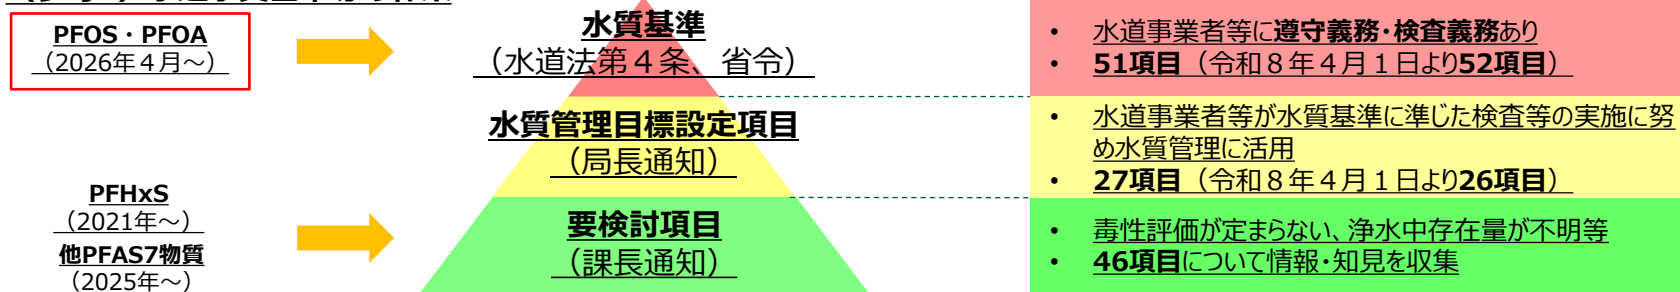 PFOS・PFOA
（2026年４月～）
PFHxS
（2021年～）
他PFAS7物質
（2025年～）
水質基準
（水道法第４条、省令）
水質管理目標設定項目
（局長通知）
要検討項目
（課長通知）
• 水道事業者等に遵守義務・検査義務あり
• 51項目（令和８年４月１日より52項目）
• 水道事業者等が水質基準に準じた検査等の実施に努
め水質管理に活用
• 27項目（令和８年４月１日より26項目）
• 毒性評価が定まらない、浄水中存在量が不明等
• 46項目について情報・知見を収集